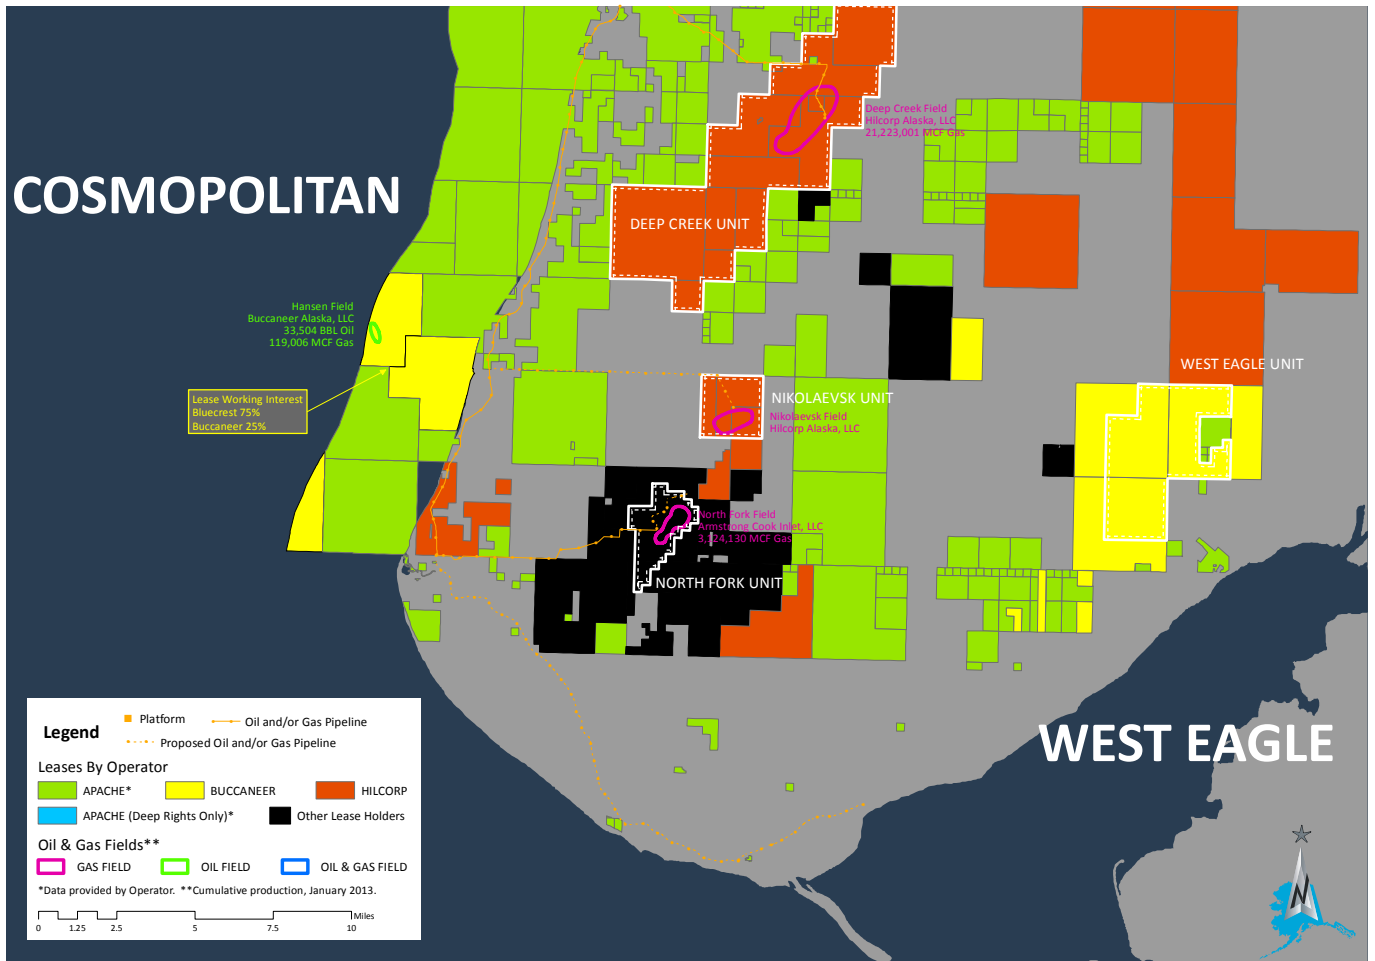 COSMOPOLITAN
Deep Creek Field
Hilcorp Alaska, LLC
21,223,001 MCF Gas
DEEP CREEK UNIT
Hansen Field
Buccaneer Alaska, LLC
33,504 BBL Oil
119,006 MCF Gas
Lease Working Interest
Bluecrest 75%
Buccaneer 25%
WEST EAGLE UNIT
NIKOLAEVSK UNIT
Nikolaevsk Field
Hilcorp Alaska, LLC
North Fork Field
Armstrong Cook Inlet, LLC
3,124,130 MCF Gas
NORTH FORK UNIT
WEST EAGLE
Legend
Platform
Oil and/or Gas Pipeline
Proposed Oil and/or Gas Pipeline
Leases By Operator
APACHE*
BUCCANEER
HILCORP
APACHE (Deep Rights Only)*
Other Lease Holders
Oil & Gas Fields**
GAS FIELD
OIL FIELD
OIL & GAS FIELD
*Data provided by Operator. **Cumulative production, January 2013.
Miles
0 1.25 2.5 5 7.5 10
N